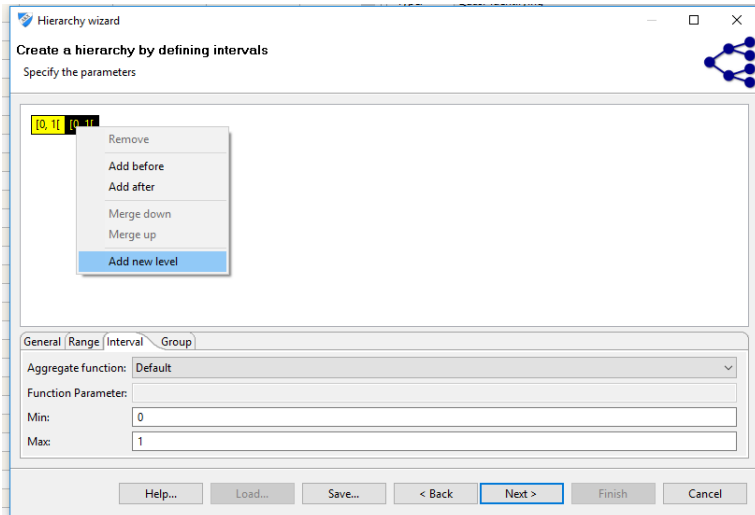 Hierarchy wizard
Create a hierarchy by defining intervals
Specify the parameters
[0, 1[ [0, 1[
Remove
Add before
Add after
Merge down
Merge up
Add new level
General Range Interval Group
Aggregate function: Default
Function Parameter:
Min: 0
Max: 1
Help... Load... Save... < Back Next > Finish Cancel